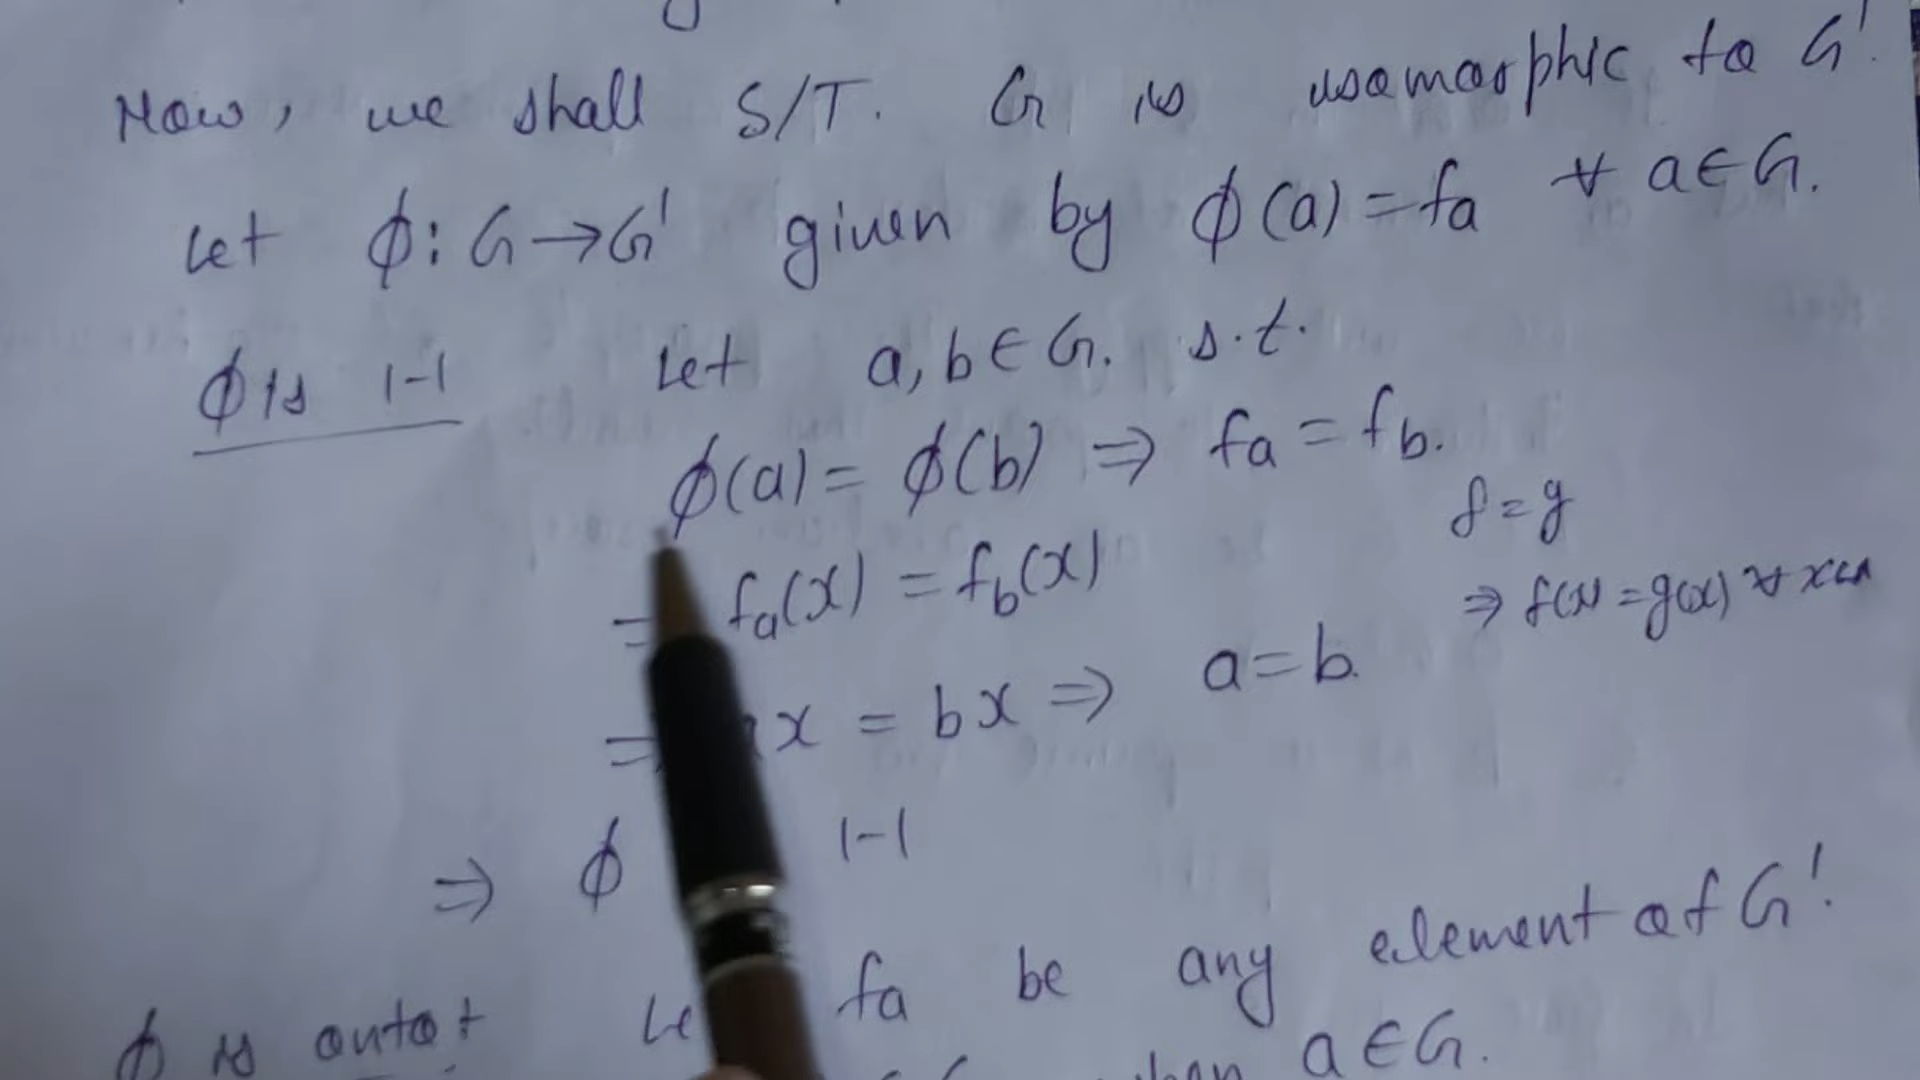 Now, we shall S/T. G is isomorphic to G'.
Let ϕ: G→G' given by ϕ(a) = fa ∀ a∈G.
ϕ is 1-1 Let a, b ∈ G. s.t.
ϕ(a) = ϕ(b) ⇒ fa = fb.
f = g
fa(x) = fb(x)
⇒ f(x) = g(x) ∀
x = bx ⇒ a = b.
⇒ ϕ 1-1
fa be any element of G'.
ϕ is onto:
a ∈ G.